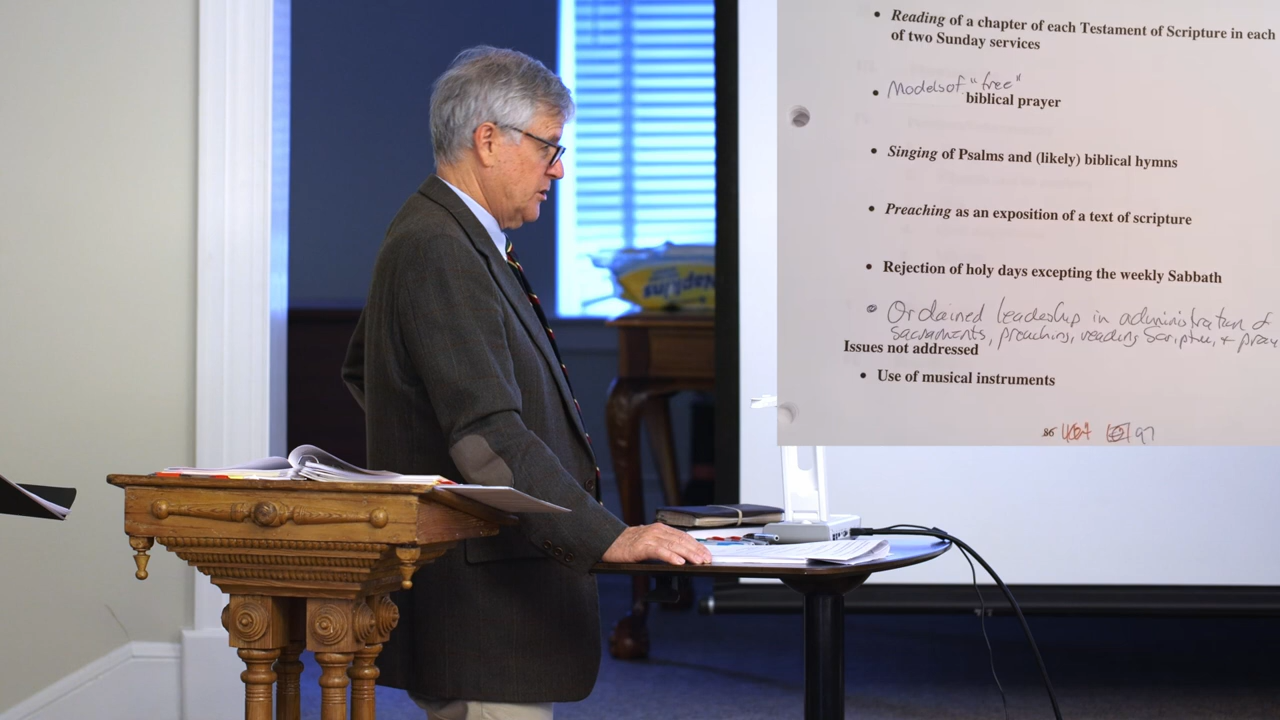 • Reading of a chapter of each Testament of Scripture in each
of two Sunday services
• Models of "free"
biblical prayer
• Singing of Psalms and (likely) biblical hymns
• Preaching as an exposition of a text of scripture
• Rejection of holy days excepting the weekly Sabbath
• Ordained leadership in administration of
sacraments, preaching, reading Scripture, + pray
Issues not addressed
• Use of musical instruments
86 97
Napkins